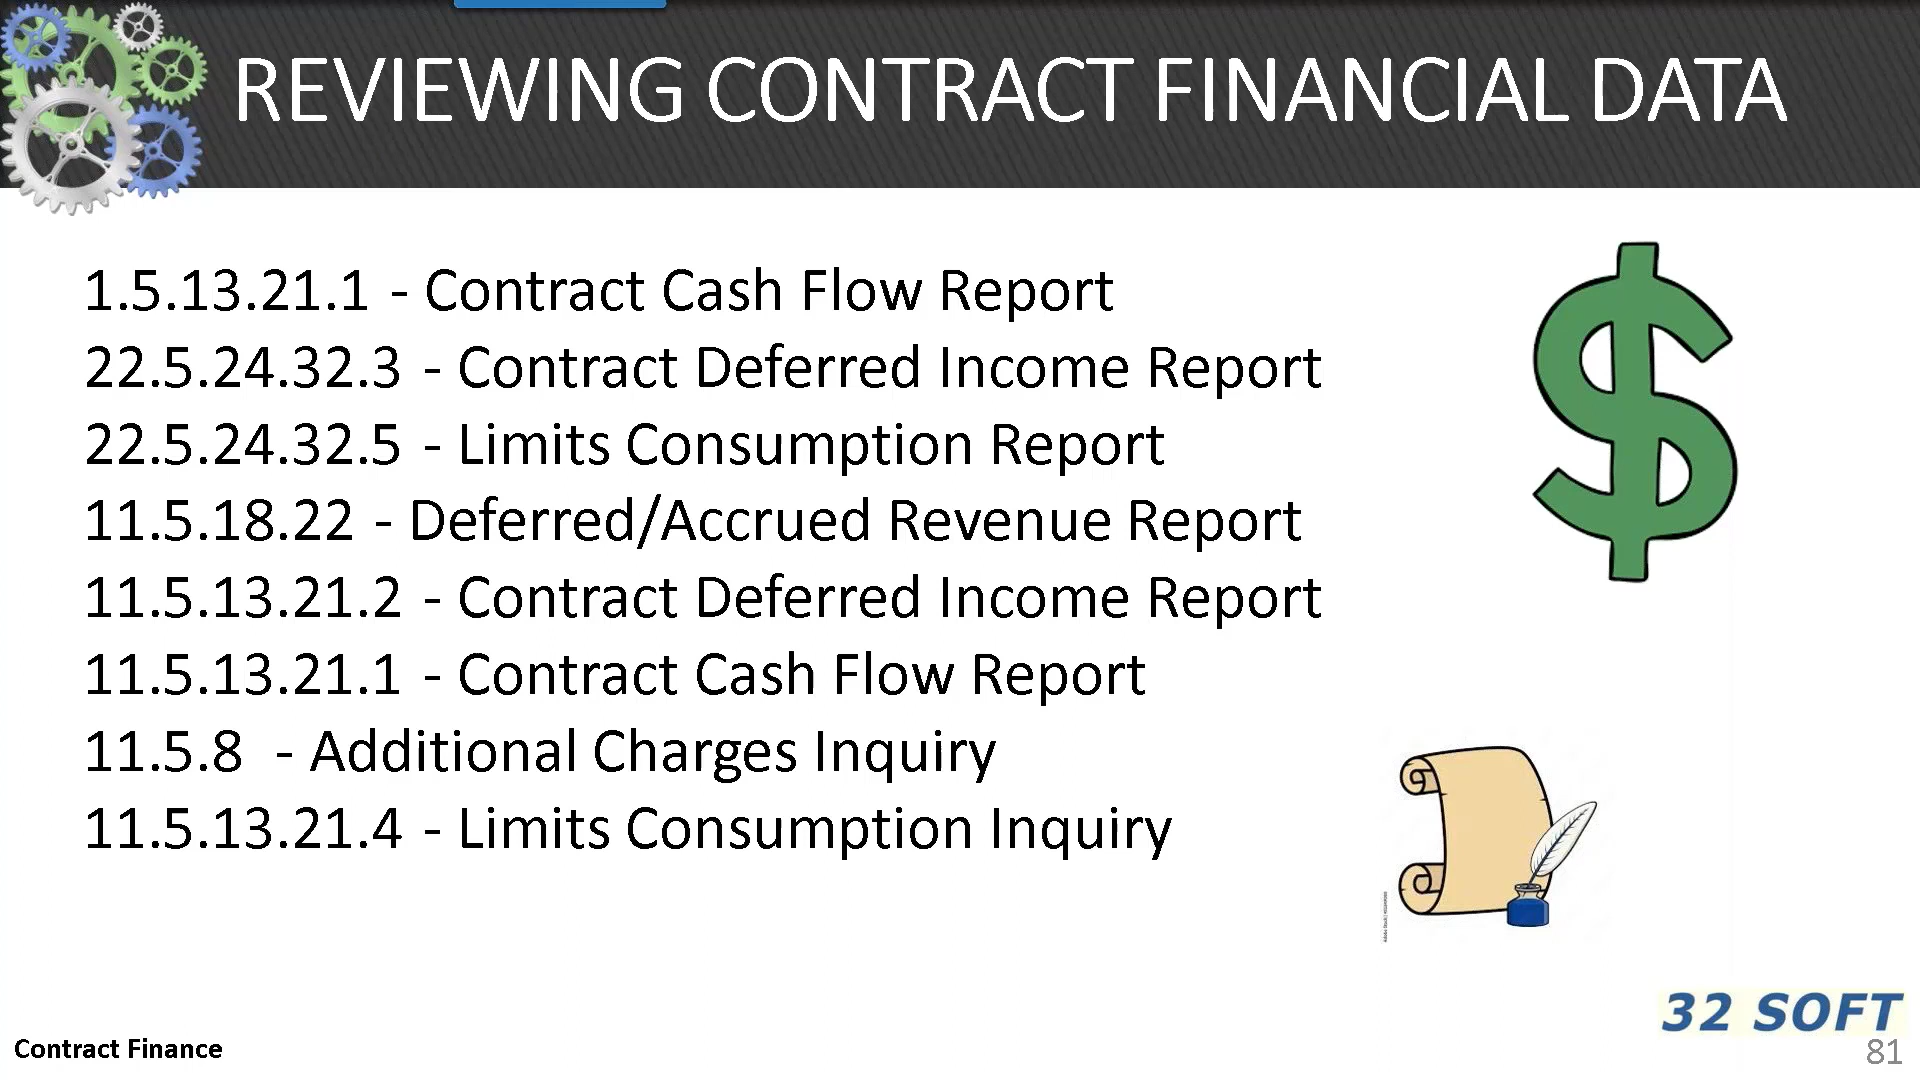 REVIEWING CONTRACT FINANCIAL DATA
1.5.13.21.1 - Contract Cash Flow Report
22.5.24.32.3 - Contract Deferred Income Report
22.5.24.32.5 - Limits Consumption Report
11.5.18.22 - Deferred/Accrued Revenue Report
11.5.13.21.2 - Contract Deferred Income Report
11.5.13.21.1 - Contract Cash Flow Report
11.5.8 - Additional Charges Inquiry
11.5.13.21.4 - Limits Consumption Inquiry
32 SOFT
Contract Finance
81